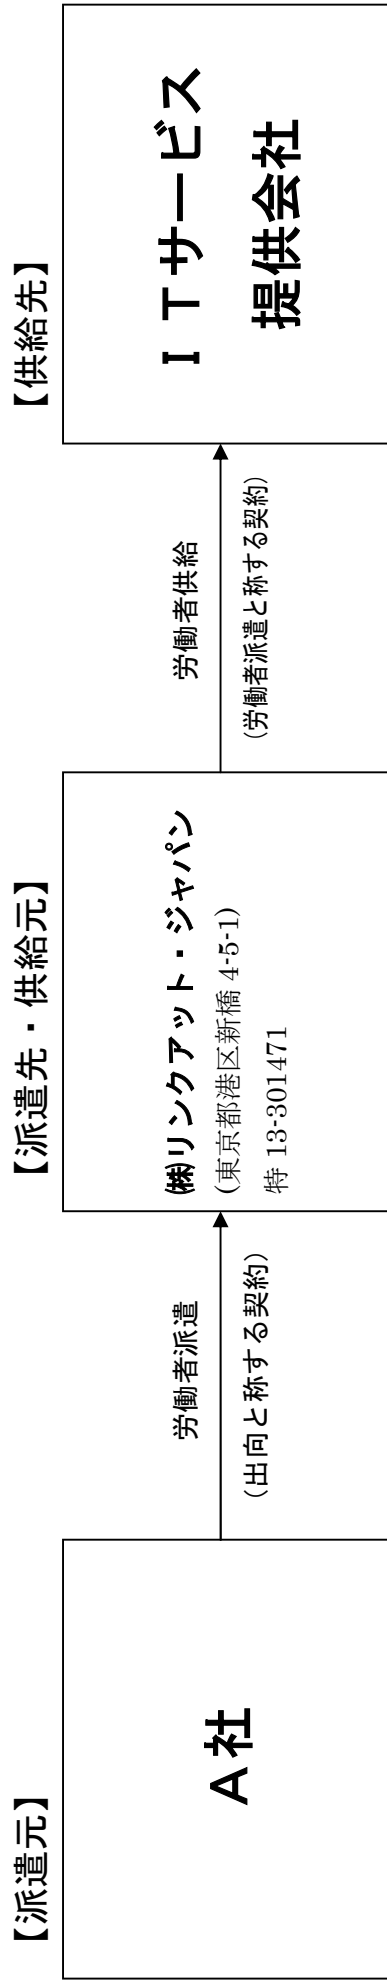 【派遣元】
A社
労働者派遣
(出向と称する契約)
【派遣先・供給元】
㈱リンクアット・ジャパン
(東京都港区新橋 4-5-1)
特 13-301471
労働者供給
(労働者派遣と称する契約)
【供給先】
ITサービス
提供会社